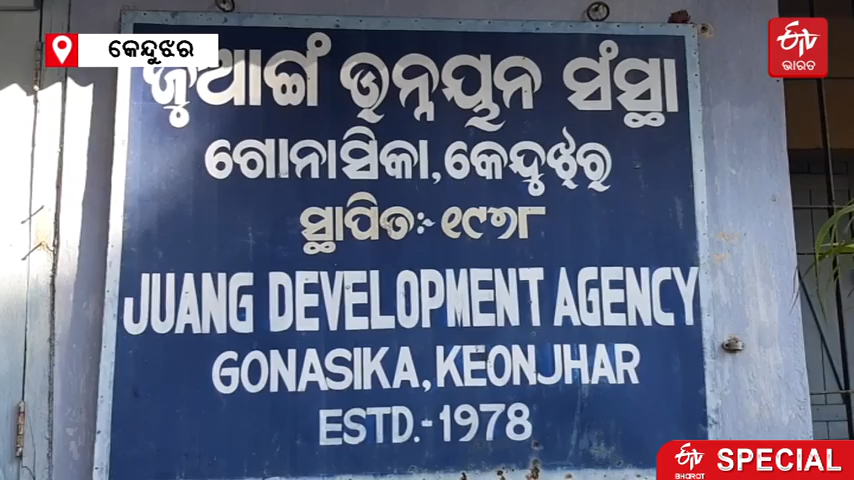 କେନ୍ଦୁଝର
etv
ଭାରତ
ଜୁଆଙ୍ଗ ଉନ୍ନୟନ ସଂସ୍ଥା
ଗୋନାସିକା,କେନ୍ଦୁଝର
ସ୍ଥାପିତ:-୧୯୭୮
JUANG DEVELOPMENT AGENCY
GONASIKA, KEONJHAR
ESTD.-1978
etv BHARAT SPECIAL